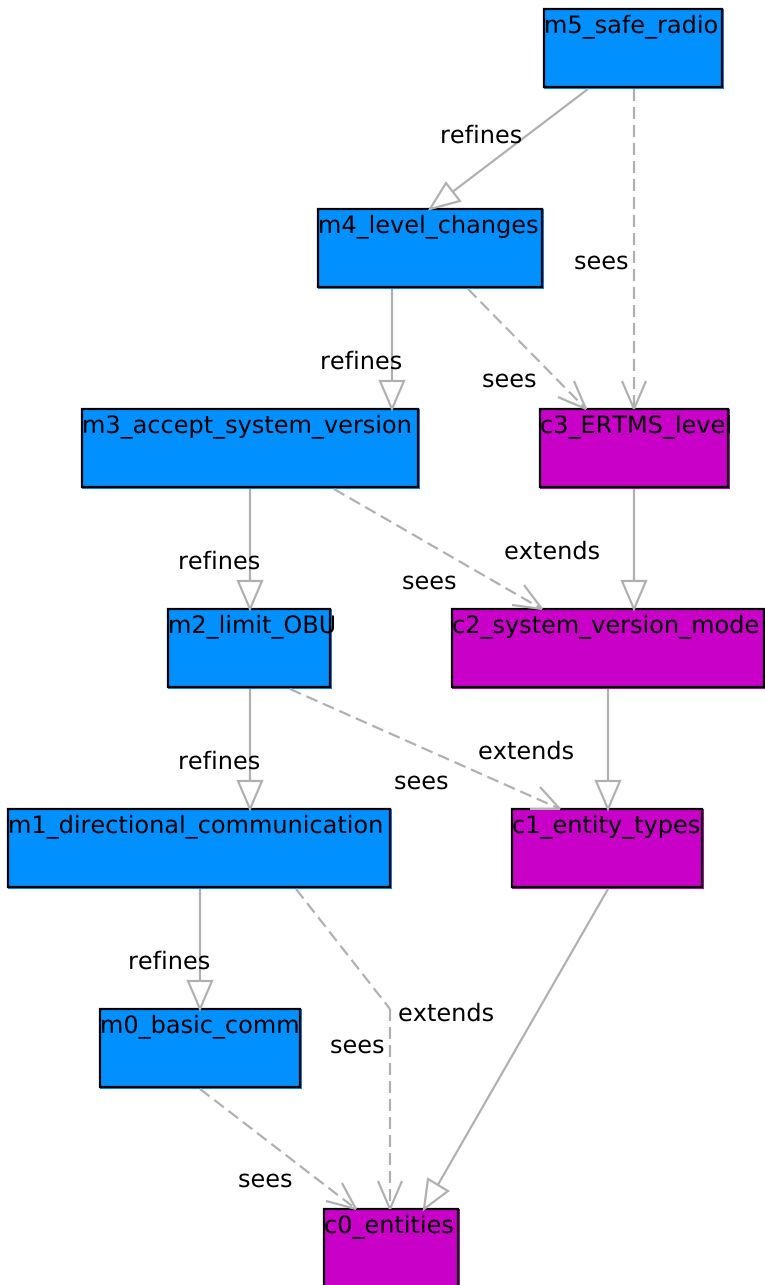 m5_safe_radio
refines
m4_level_changes
sees
refines
sees
m3_accept_system_version
c3_ERTMS_level
refines
sees
extends
m2_limit_OBU
c2_system_version_mode
refines
sees
extends
m1_directional_communication
c1_entity_types
refines
sees
extends
m0_basic_comm
sees
c0_entities